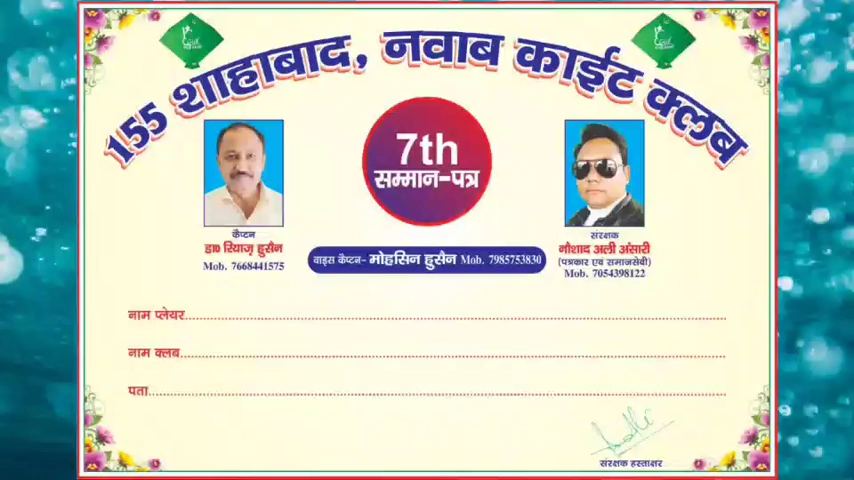 155 शाहाबाद, नवाब काईट क्लब
7th
सम्मान-पत्र
कैप्टन
डा० रियाज़ हुसैन
Mob. 7668441575
संरक्षक
नौशाद अली अंसारी
(पत्रकार एवं समाजसेवी)
Mob. 7054398122
वाइस कैप्टन- मोहसिन हुसैन Mob. 7985753830
नाम प्लेयर
नाम क्लब
पता
संरक्षक हस्ताक्षर